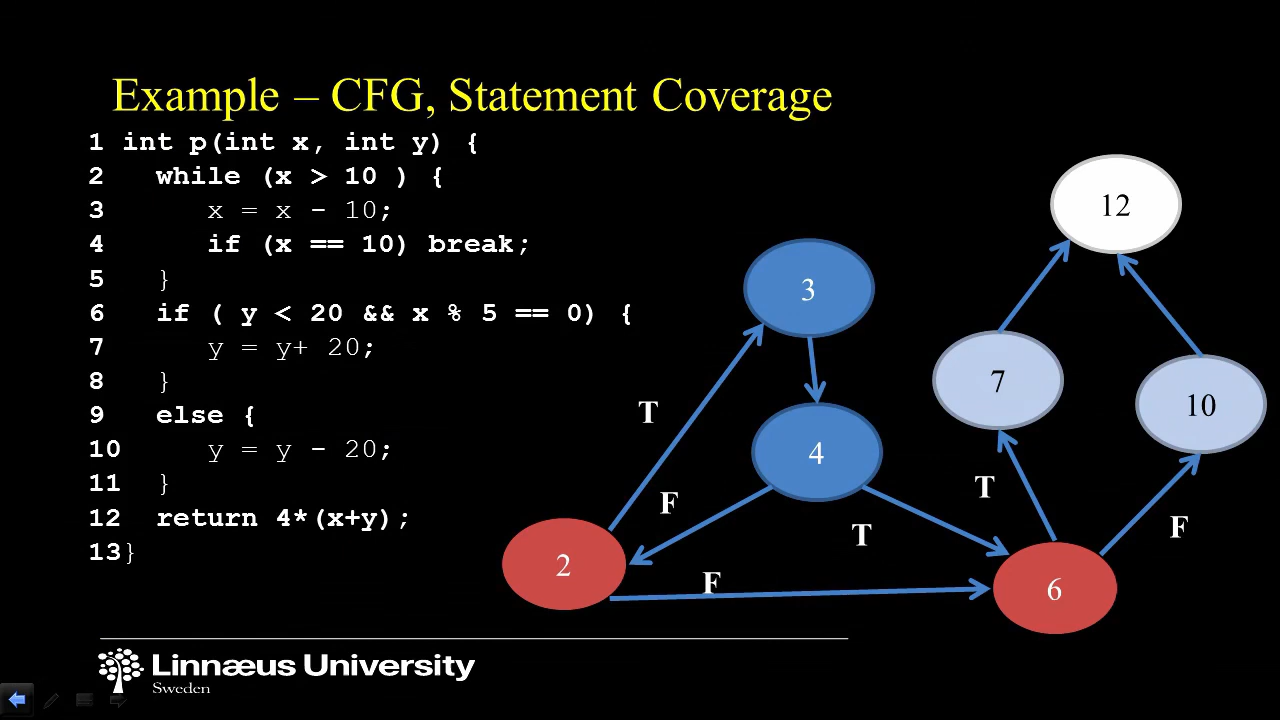 Example – CFG, Statement Coverage
1 int p(int x, int y) {
2   while (x > 10 ) {
3      x = x - 10;
4      if (x == 10) break;
5   }
6   if ( y < 20 && x % 5 == 0) {
7      y = y+ 20;
8   }
9   else {
10     y = y - 20;
11  }
12  return 4*(x+y);
13}
12
3
7
10
T
4
T
F
F
T
2
F
6
Linnæus University
Sweden